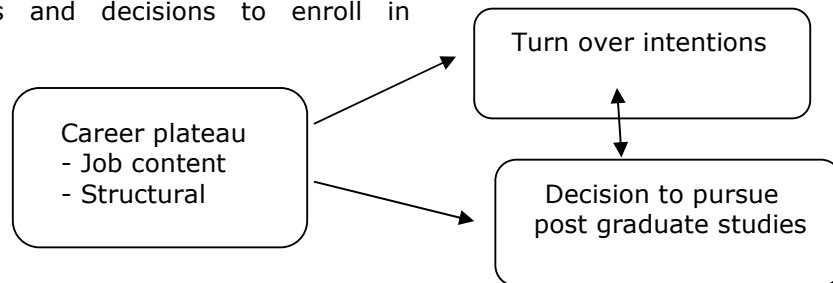 and decisions to enroll in
Turn over intentions
Career plateau
- Job content
- Structural
Decision to pursue
post graduate studies